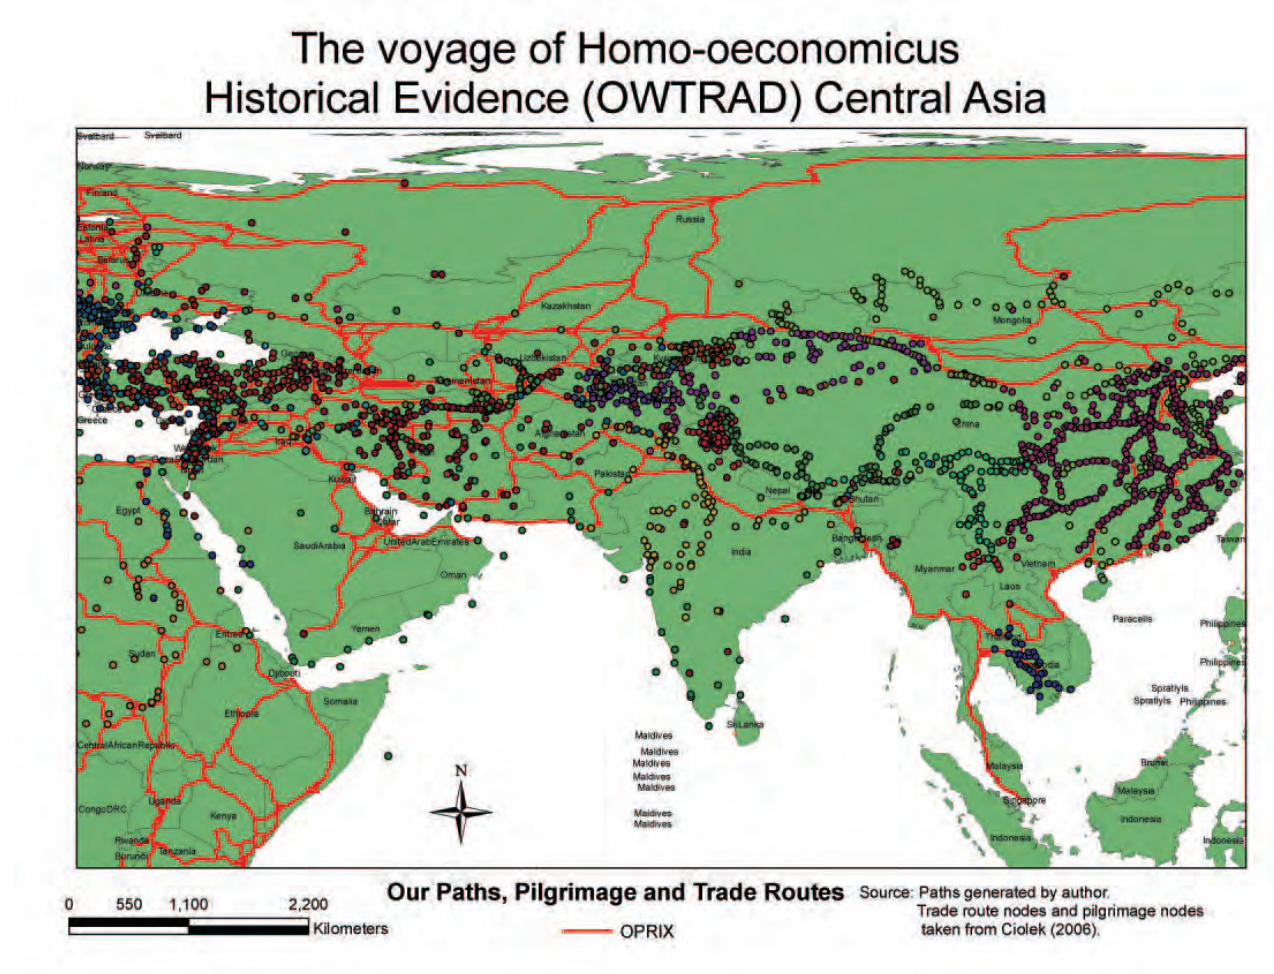 The voyage of Homo-oeconomicus
Historical Evidence (OWTRAD) Central Asia
Svalbard Svalbard
Norway
Finland
Russia
Estonia
Latvia
Belarus
Kazakhstan
Mongolia
Uzbekistan
Greece
Afghanistan
China
Iraq
Pakistan
Kuwait
Nepal
Bhutan
Egypt
Bahrain
Qatar
SaudiArabia
UnitedArabEmirates
India
Bangladesh
Taiwan
Oman
Myanmar
Vietnam
Laos
Paracells
Philippines
Yemen
Eritrea
Sudan
Philippines
Djibouti
Spratlyls
Somalia
Spratlyls Philippines
Ethiopia
SriLanka
Maldives
CentralAfricanRepublic
Maldives
Maldives
Malaysia
Brunei
Maldives
Maldives
N
Malaysia
Uganda
Singapore
CongoDRC
Kenya
Maldives
Indonesia
Maldives
Rwanda
Indonesia
Indonesia
Tanzania
Burundi
Our Paths, Pilgrimage and Trade Routes
Source: Paths generated by author.
Trade route nodes and pilgrimage nodes
taken from Ciolek (2006).
0 550 1,100 2,200
Kilometers
OPRIX